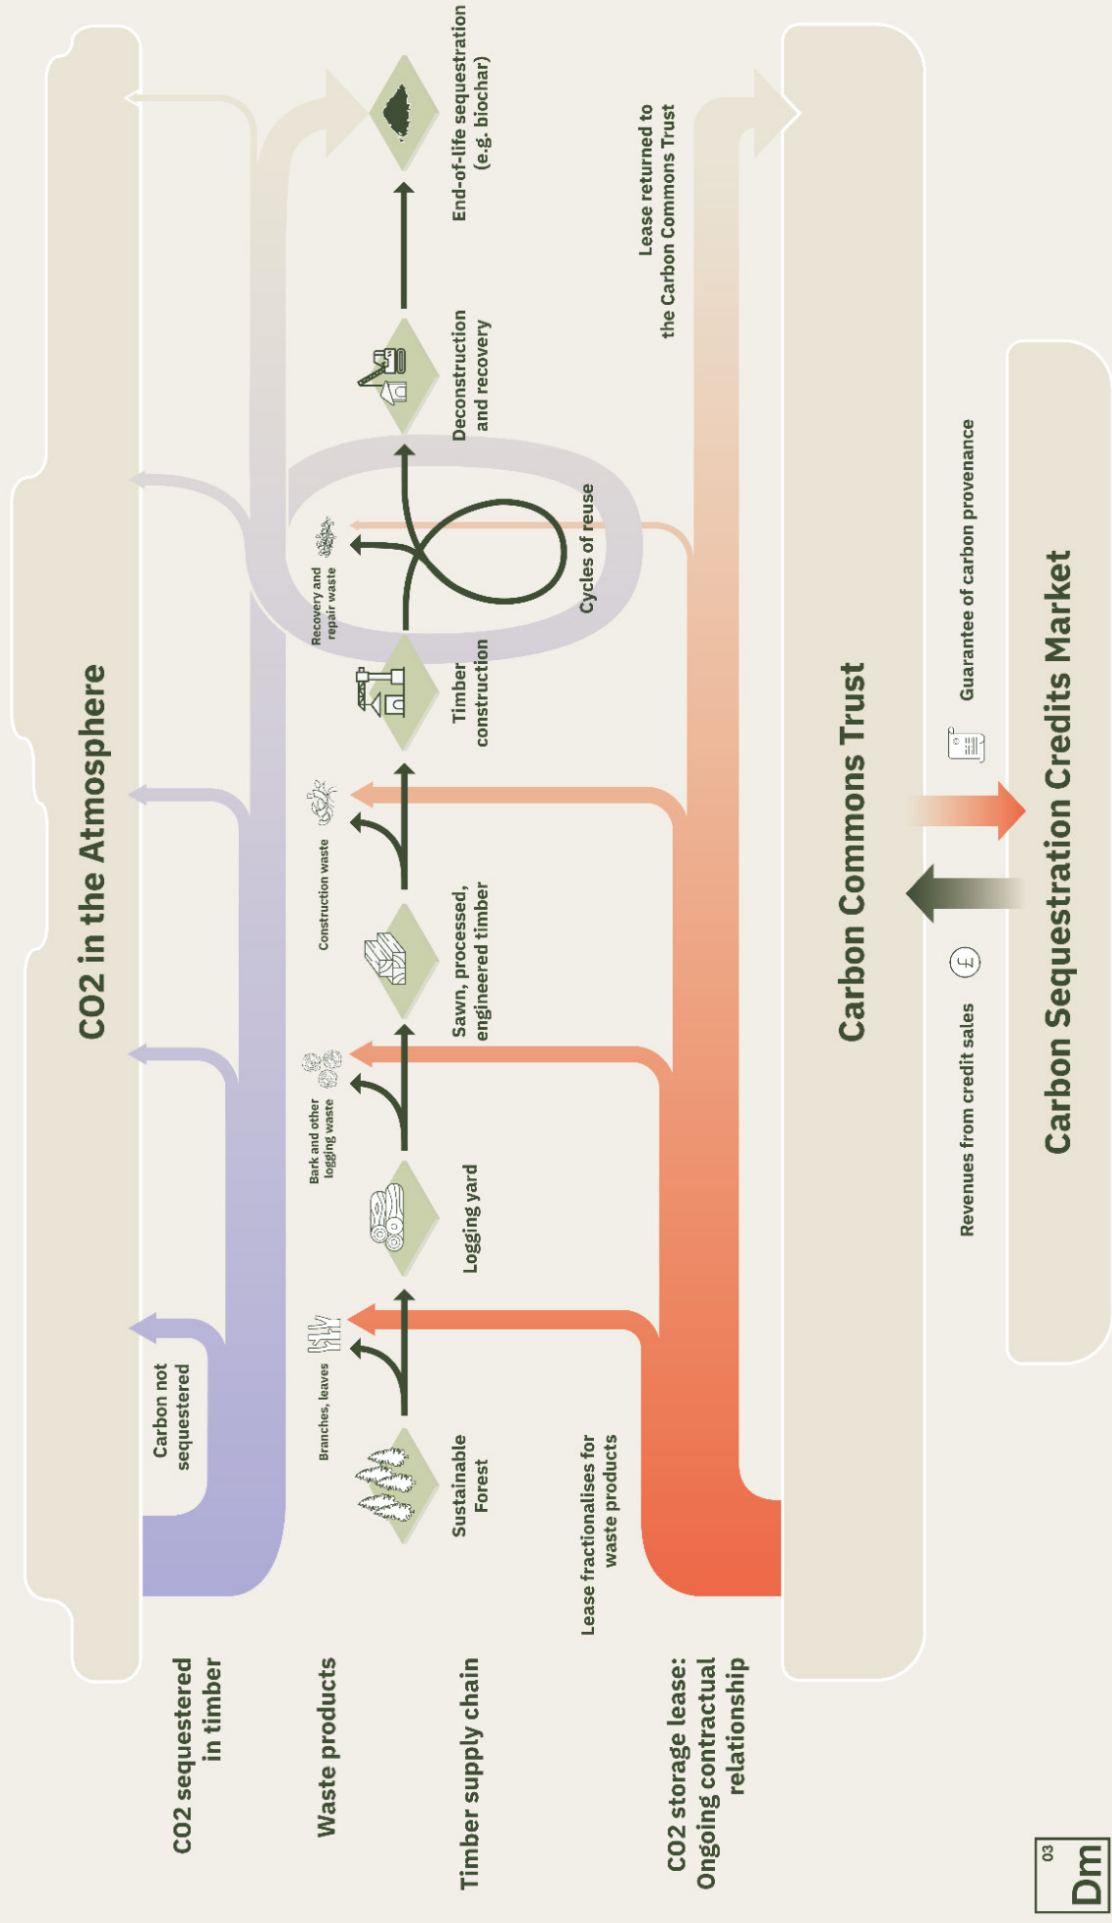 CO2 in the Atmosphere
CO2 sequestered
in timber
Carbon not
sequestered
Waste products
Branches, leaves
Bark and other
logging waste
Construction waste
Recovery and
repair waste
Timber supply chain
Sustainable
Forest
Logging yard
Sawn, processed,
engineered timber
Timber
construction
Cycles of reuse
Deconstruction
and recovery
End-of-life sequestration
(e.g. biochar)
Lease fractionalises for
waste products
Lease returned to
the Carbon Commons Trust
CO2 storage lease:
Ongoing contractual
relationship
Carbon Commons Trust
Revenues from credit sales
£
Guarantee of carbon provenance
Carbon Sequestration Credits Market
03
Dm